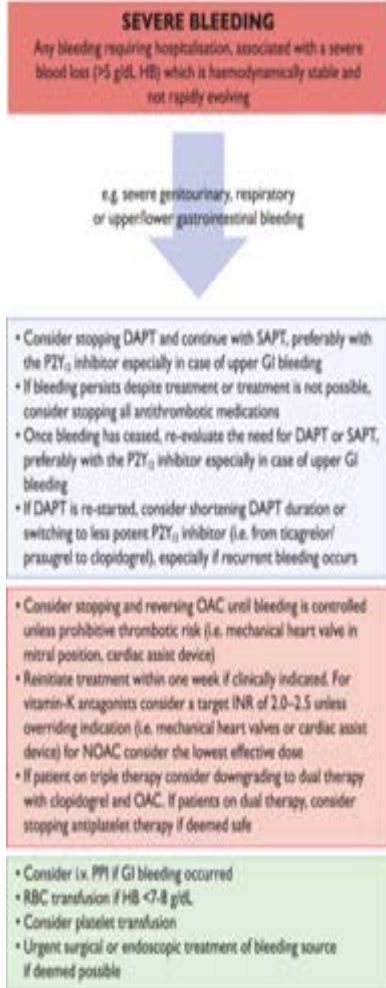 SEVERE BLEEDING
Any bleeding requiring hospitalisation, associated with a severe
blood loss (>5 g/dL HB) which is haemodynamically stable and
not rapidly evolving
e.g. severe genitourinary, respiratory
or upper/lower gastrointestinal bleeding
• Consider stopping DAPT and continue with SAPT, preferably with
the P2Y₁₂ inhibitor especially in case of upper GI bleeding
• If bleeding persists despite treatment or treatment is not possible,
consider stopping all antithrombotic medications
• Once bleeding has ceased, re-evaluate the need for DAPT or SAPT,
preferably with the P2Y₁₂ inhibitor especially in case of upper GI
bleeding
• If DAPT is re-started, consider shortening DAPT duration or
switching to less potent P2Y₁₂ inhibitor (i.e. from ticagrelor/
prasugrel to clopidogrel), especially if recurrent bleeding occurs
• Consider stopping and reversing OAC until bleeding is controlled
unless prohibitive thrombotic risk (i.e. mechanical heart valve in
mitral position, cardiac assist device)
• Reinitiate treatment within one week if clinically indicated. For
vitamin-K antagonists consider a target INR of 2.0–2.5 unless
overriding indication (i.e. mechanical heart valves or cardiac assist
device) for NOAC consider the lowest effective dose
• If patient on triple therapy consider downgrading to dual therapy
with clopidogrel and OAC. If patients on dual therapy, consider
stopping antiplatelet therapy if deemed safe
• Consider i.v. PPI if GI bleeding occurred
• RBC transfusion if HB <7-8 g/dL
• Consider platelet transfusion
• Urgent surgical or endoscopic treatment of bleeding source
if deemed possible